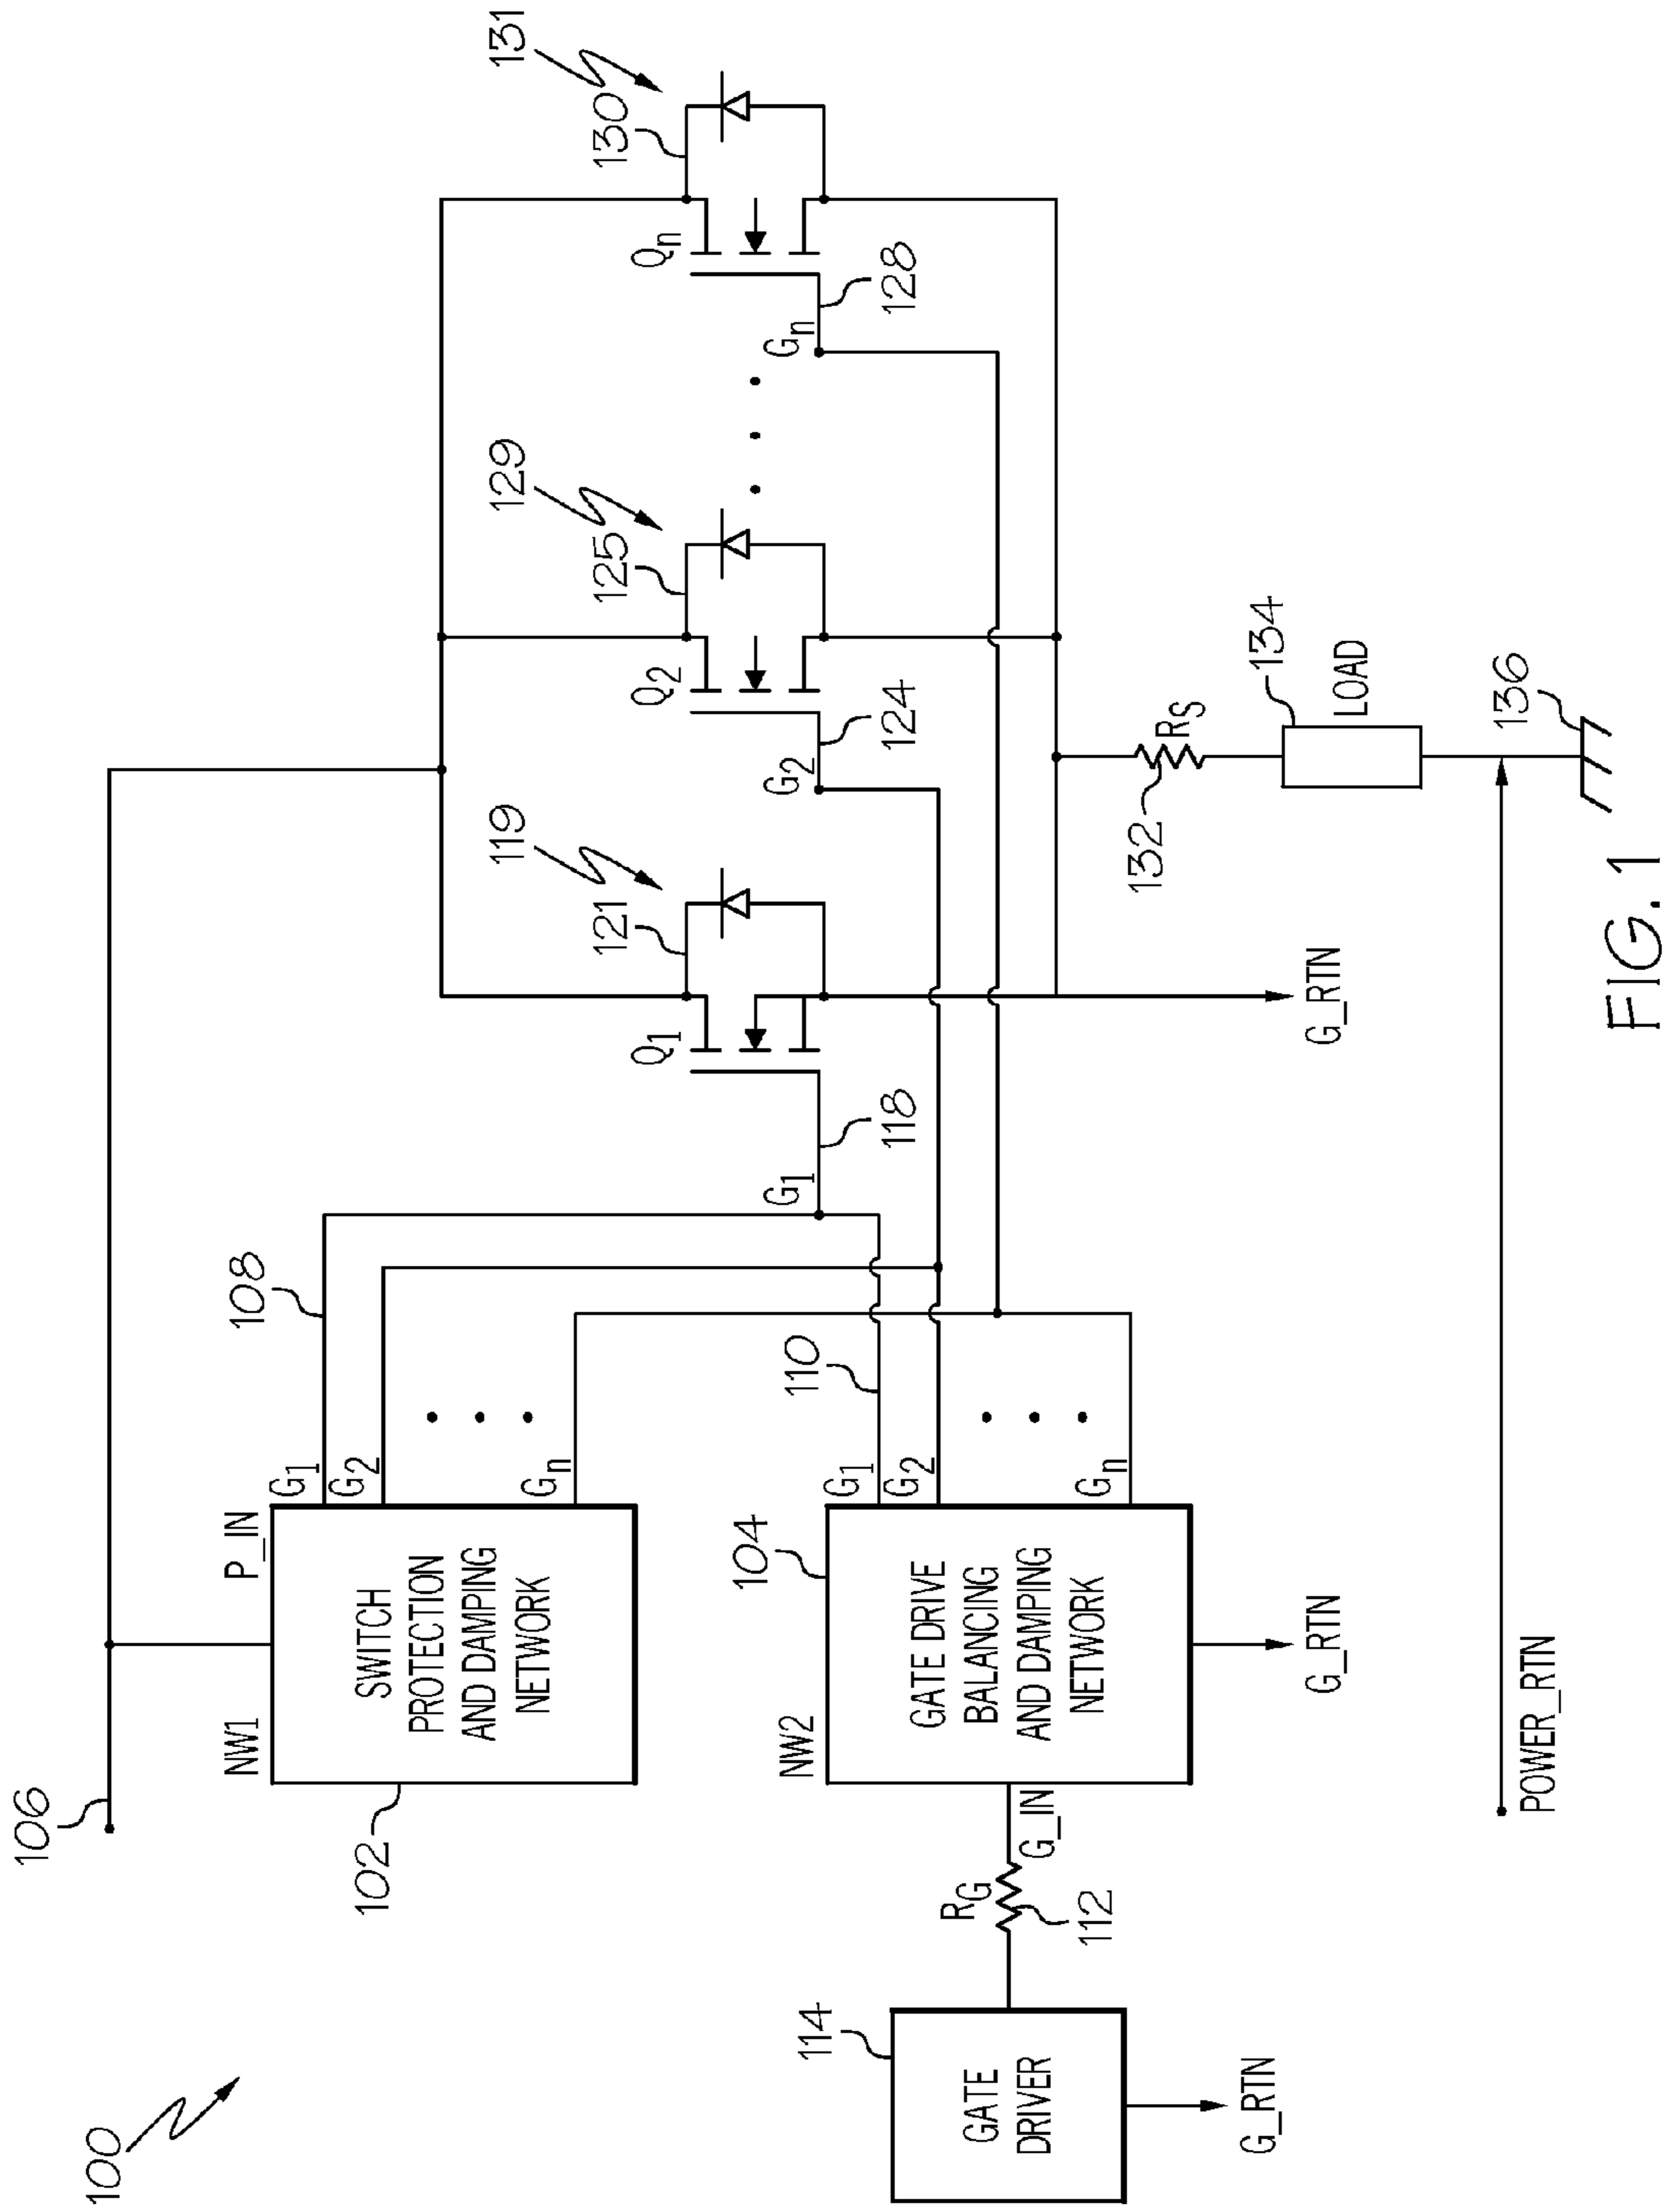 100
106
NW1
P_IN
102
SWITCH
PROTECTION
AND DAMPING
NETWORK
G1
G2
Gn
108
114
GATE
DRIVER
G_RTN
RG
112
G_IN
NW2
104
GATE DRIVE
BALANCING
AND DAMPING
NETWORK
G1
G2
Gn
110
G_RTN
G1
118
Q1
121
119
G2
124
Q2
125
129
Gn
128
Qn
130
131
G_RTN
132
RS
134
LOAD
136
POWER_RTN
FIG. 1